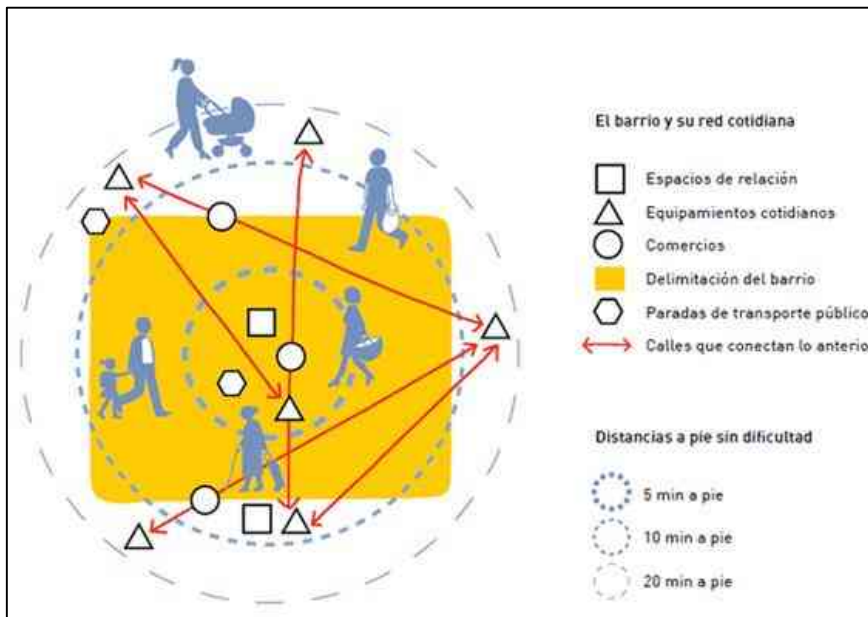 El barrio y su red cotidiana
Espacios de relación
Equipamientos cotidianos
Comercios
Delimitación del barrio
Paradas de transporte público
Calles que conectan lo anterior
Distancias a pie sin dificultad
5 min a pie
10 min a pie
20 min a pie